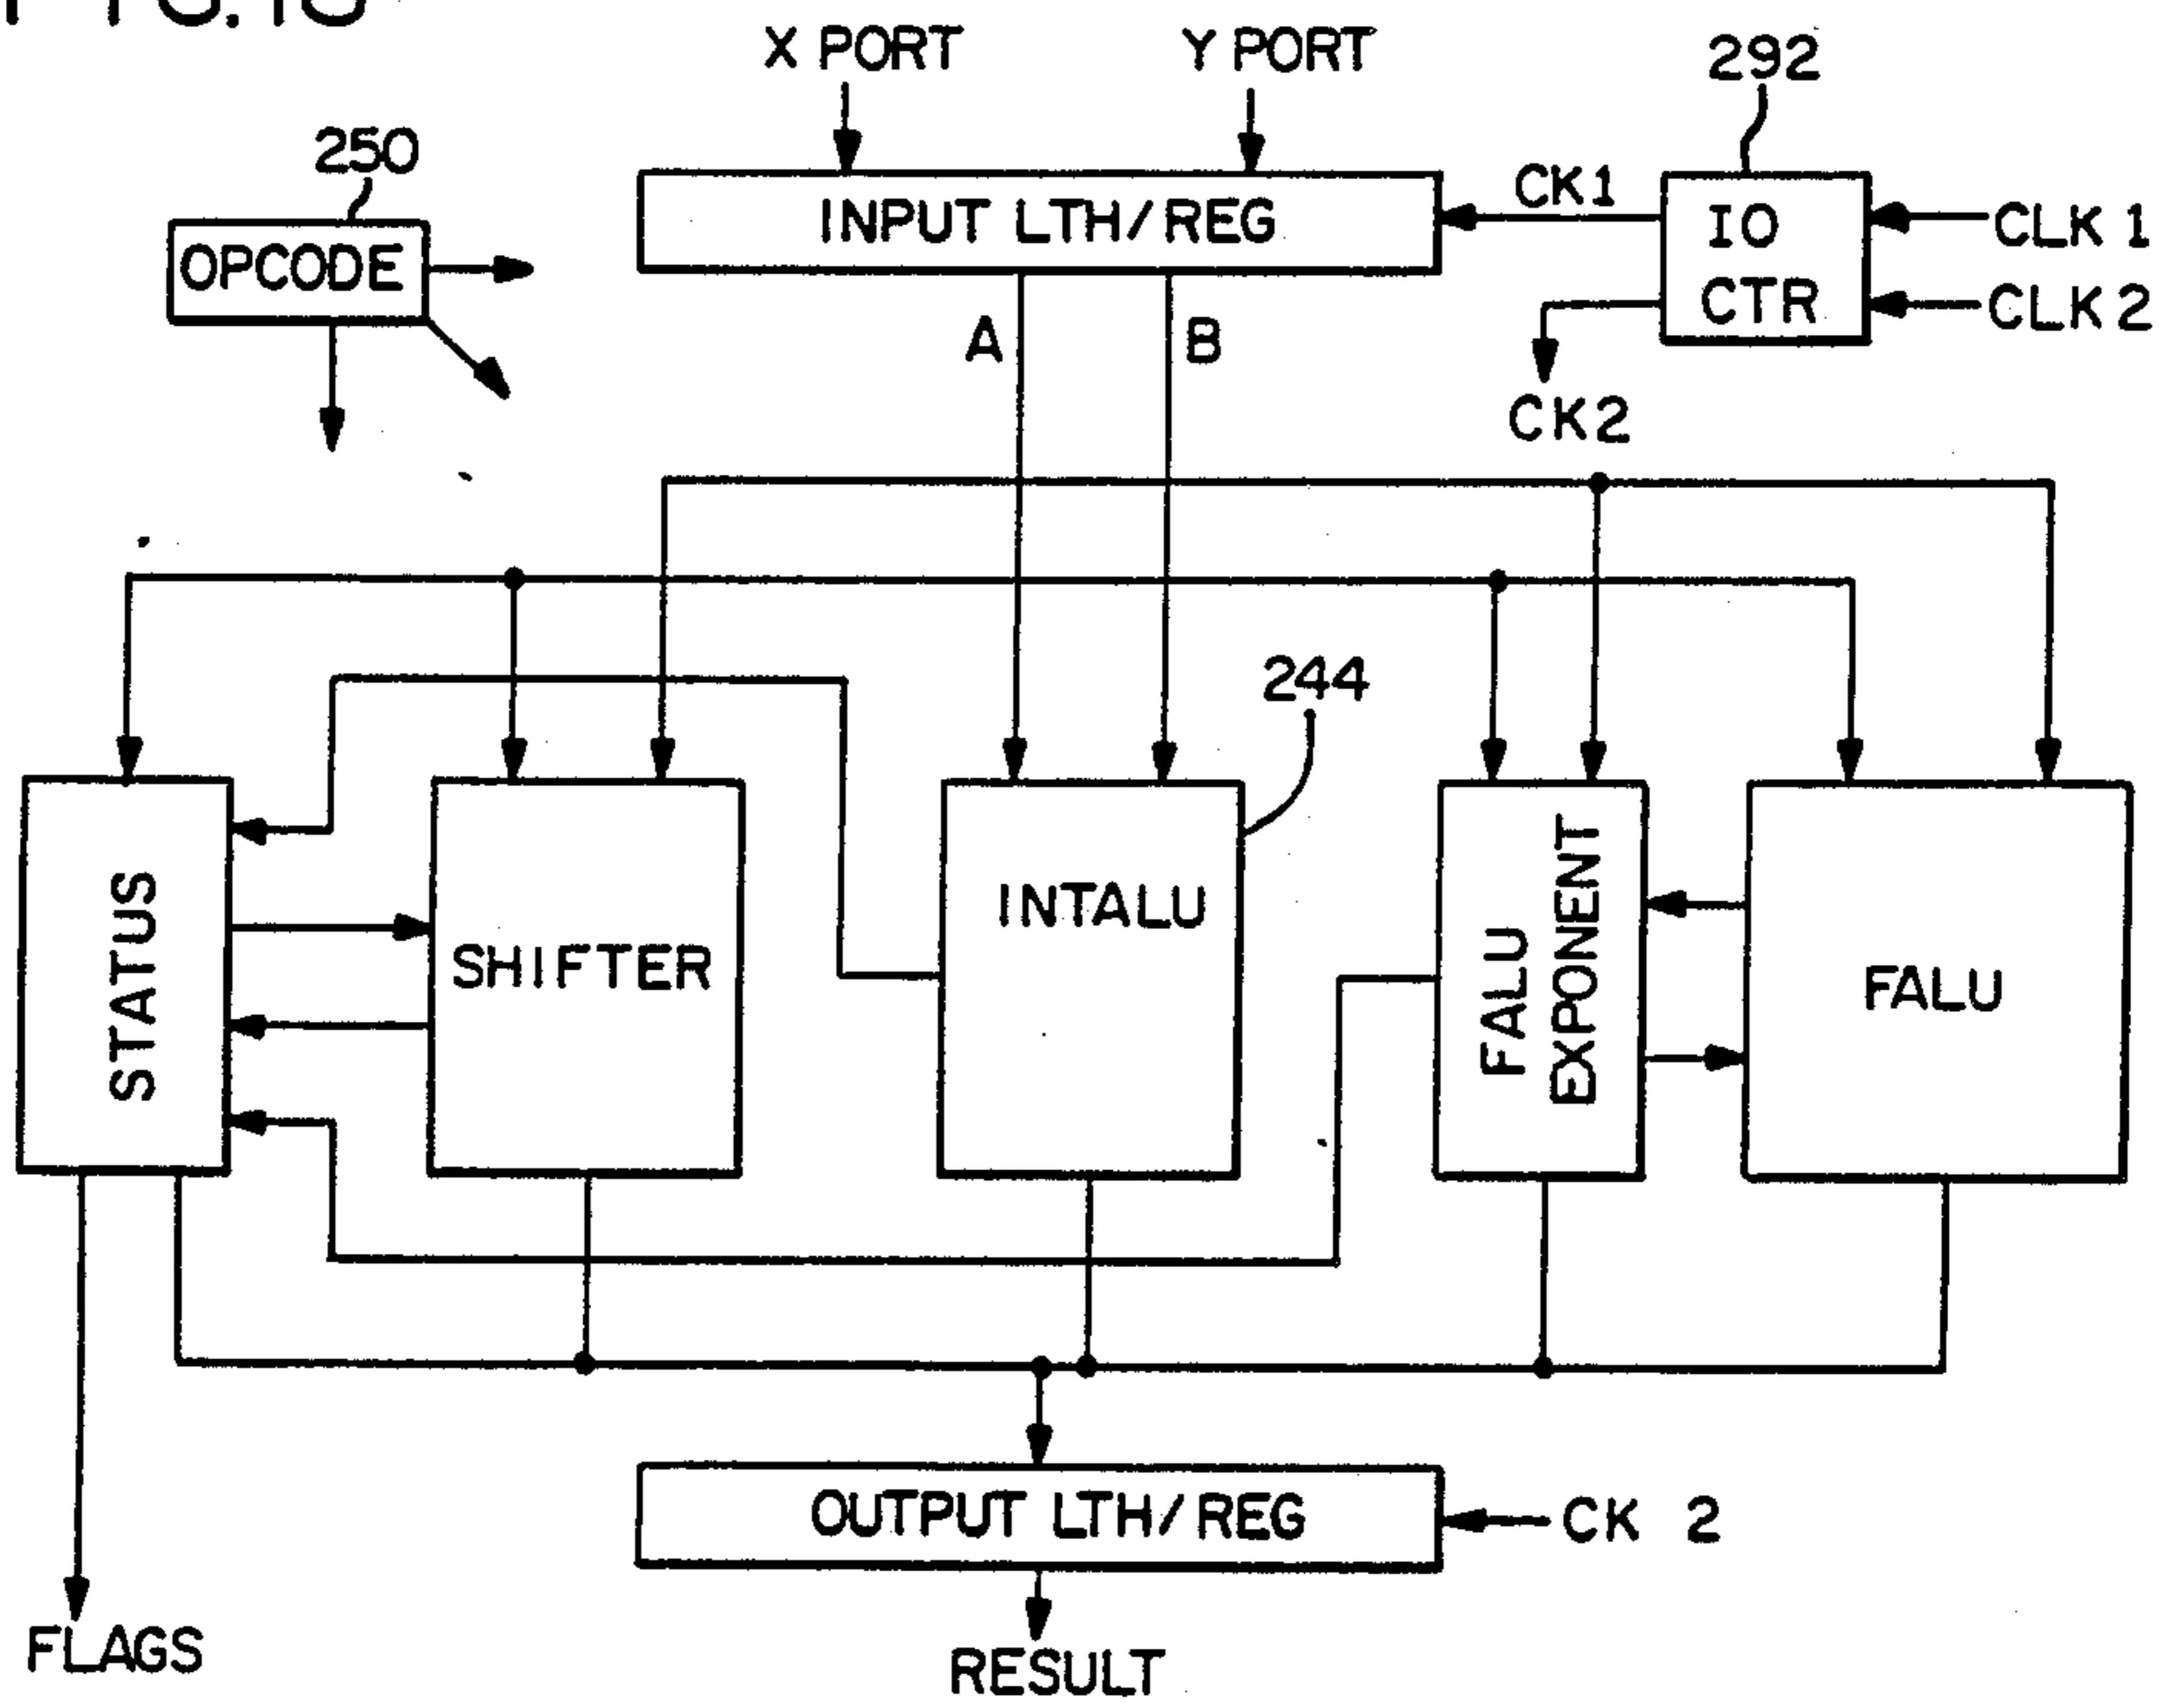 X PORT
Y PORT
292
250
OPCODE
INPUT LTH/REG
CK1
IO
CTR
CLK 1
CLK 2
A
B
CK2
244
STATUS
SHIFTER
INTALU
FALU
EXPONENT
FALU
OUTPUT LTH/REG
CK 2
FLAGS
RESULT